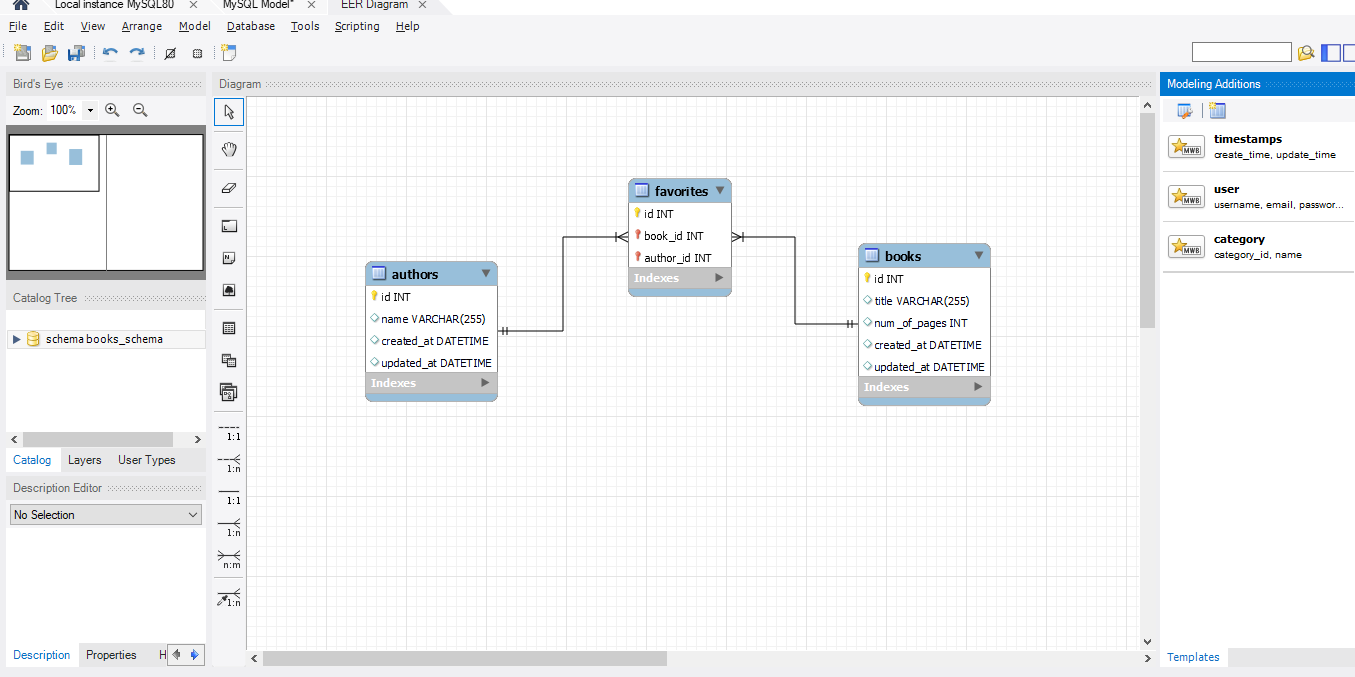 Local instance MySQL80 × MySQL Model* × EER Diagram ×
File Edit View Arrange Model Database Tools Scripting Help
Bird's Eye
Zoom: 100%
Catalog Tree
schema books_schema
Catalog Layers User Types
Description Editor
No Selection
Description Properties H
Diagram
1:1
1:n
1:1
1:n
n:m
1:n
authors
id INT
name VARCHAR(255)
created_at DATETIME
updated_at DATETIME
Indexes
favorites
id INT
book_id INT
author_id INT
Indexes
books
id INT
title VARCHAR(255)
num_of_pages INT
created_at DATETIME
updated_at DATETIME
Indexes
Modeling Additions
MWB
timestamps
create_time, update_time
MWB
user
username, email, passwor...
MWB
category
category_id, name
Templates